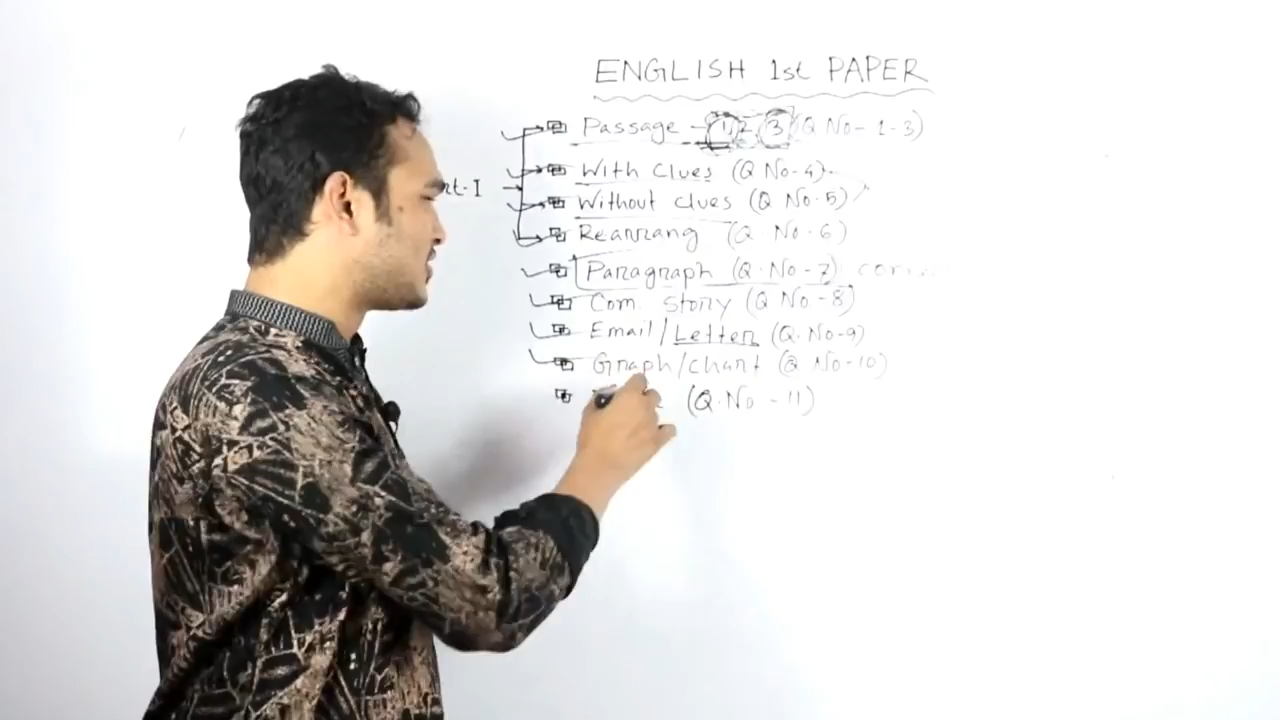 ENGLISH 1st PAPER
Passage - 1, 2, 3 (Q No- 1-3)
With clues (Q No-4)
rt-I
Without clues (Q No-5)
Rearrang (Q No-6)
Paragraph (Q.No-7)
Com. story (Q No-8)
Email/Letter (Q.No-9)
Graph/chart (Q No-10)
(Q.No -11)